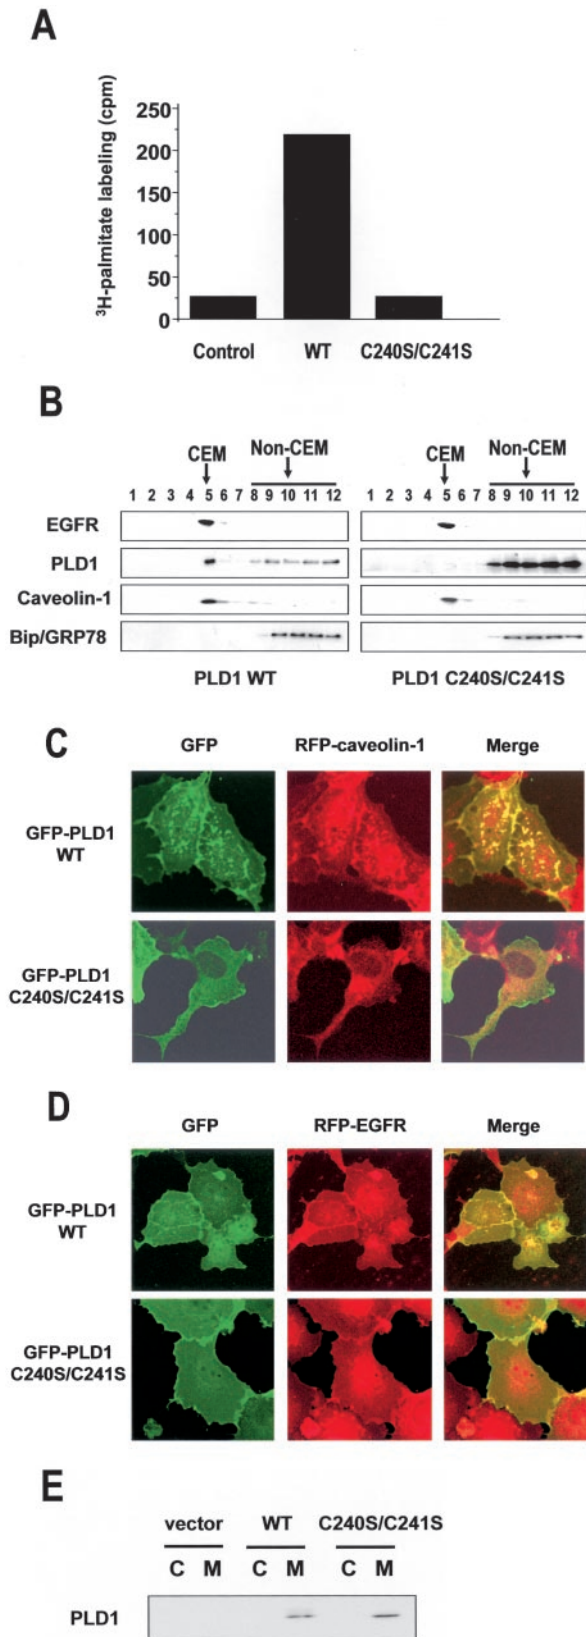 A
³H-palmitate labeling (cpm)
250
200
150
100
50
0
Control WT C240S/C241S
B
CEM Non-CEM CEM Non-CEM
1 2 3 4 5 6 7 8 9 10 11 12 1 2 3 4 5 6 7 8 9 10 11 12
EGFR
PLD1
Caveolin-1
Bip/GRP78
PLD1 WT PLD1 C240S/C241S
C
GFP RFP-caveolin-1 Merge
GFP-PLD1
WT
GFP-PLD1
C240S/C241S
D
GFP RFP-EGFR Merge
GFP-PLD1
WT
GFP-PLD1
C240S/C241S
E
vector WT C240S/C241S
C M C M C M
PLD1